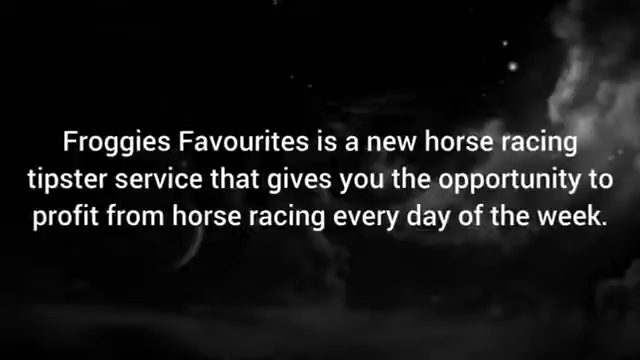 Froggies Favourites is a new horse racing
tipster service that gives you the opportunity to
profit from horse racing every day of the week.